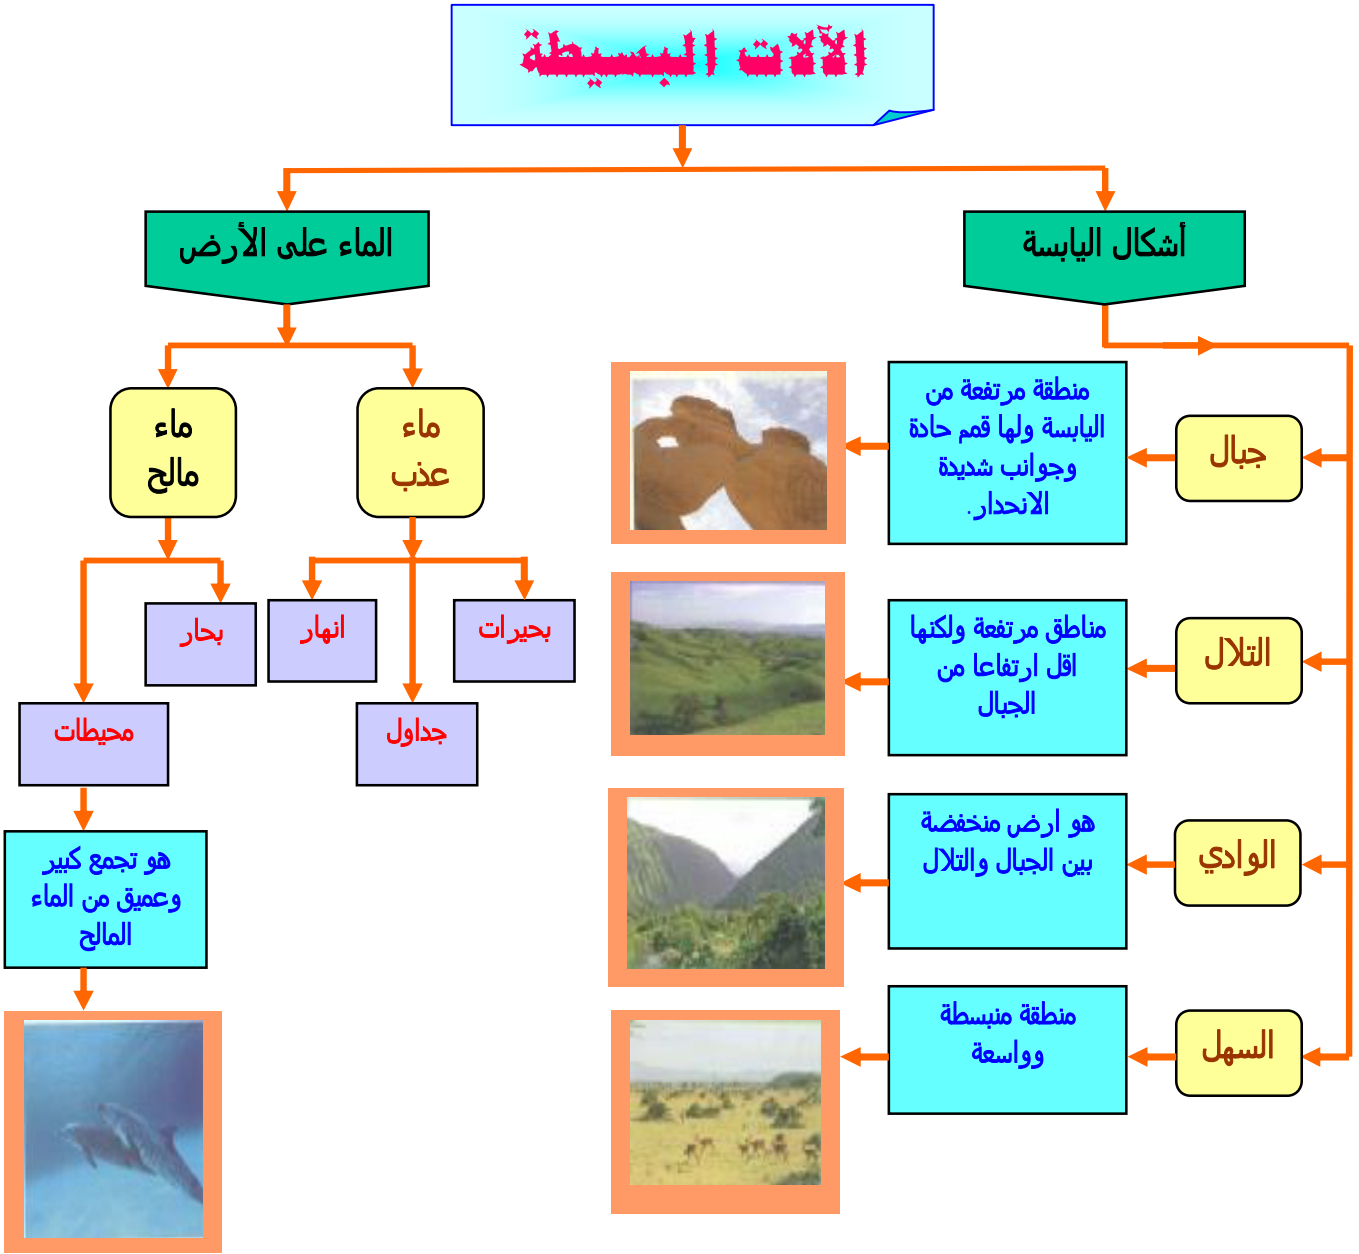 الآلات البسيطة
أشكال اليابسة
الماء على الأرض
جبال
منطقة مرتفعة من
اليابسة ولها قمم حادة
وجوانب شديدة
الانحدار.
التلال
مناطق مرتفعة ولكنها
اقل ارتفاعا من
الجبال
الوادي
هو ارض منخفضة
بين الجبال والتلال
السهل
منطقة منبسطة
وواسعة
ماء
عذب
ماء
مالح
بحيرات
انهار
جداول
بحار
محيطات
هو تجمع كبير
وعميق من الماء
المالح